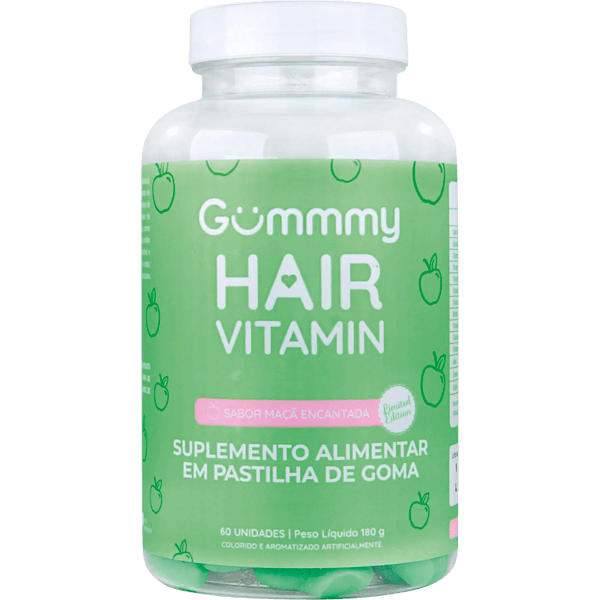 Gümmmy
HAIR
VITAMIN
SABOR MAÇÃ ENCANTADA
Limited
Edition
SUPLEMENTO ALIMENTAR
EM PASTILHA DE GOMA
60 UNIDADES | Peso Líquido 180 g
COLORIDO E AROMATIZADO ARTIFICIALMENTE.